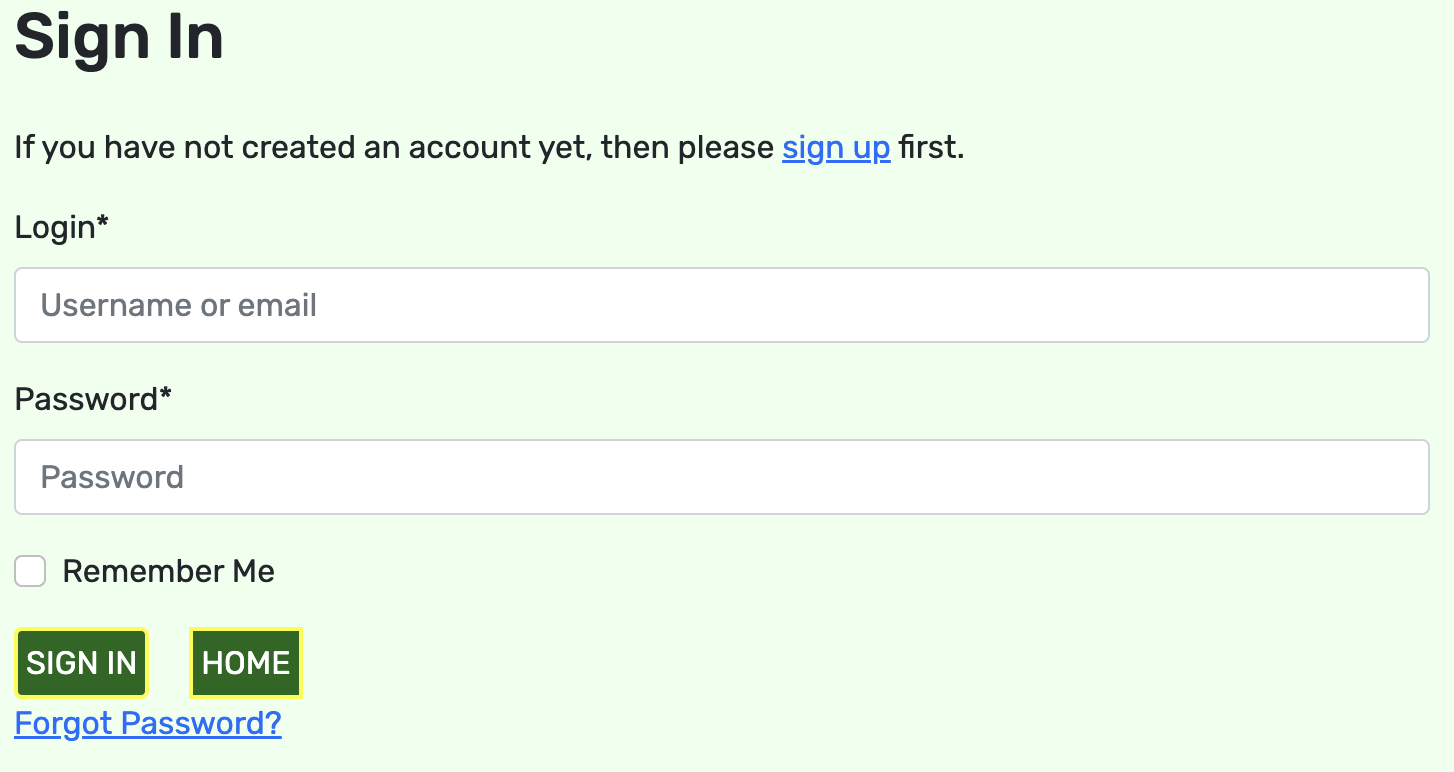 Sign In
If you have not created an account yet, then please sign up first.
Login*
Username or email
Password*
Password
Remember Me
SIGN IN HOME
Forgot Password?